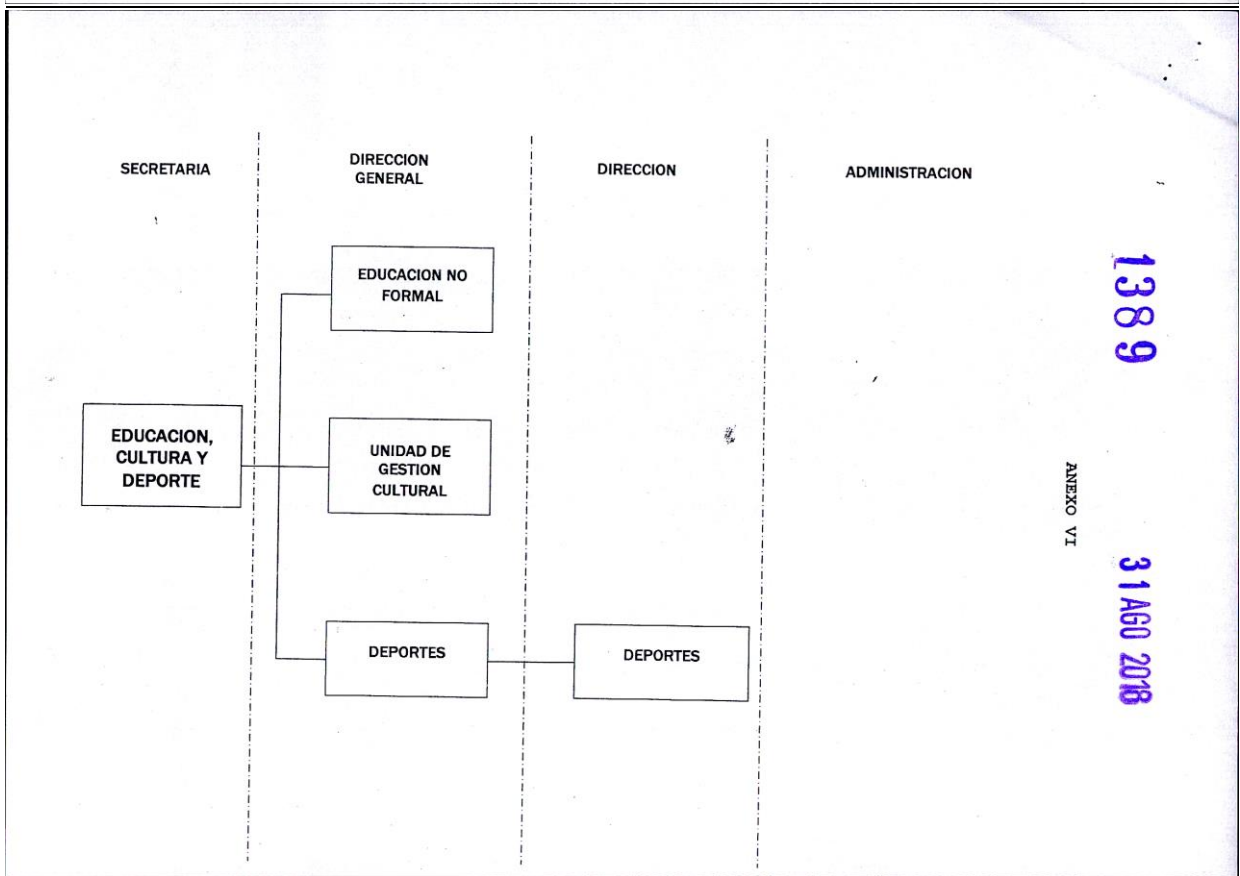 SECRETARIA
DIRECCION
GENERAL
DIRECCION
ADMINISTRACION
EDUCACION NO
FORMAL
EDUCACION,
CULTURA Y
DEPORTE
UNIDAD DE
GESTION
CULTURAL
DEPORTES
DEPORTES
1389
ANEXO VI
31 AGO 2018